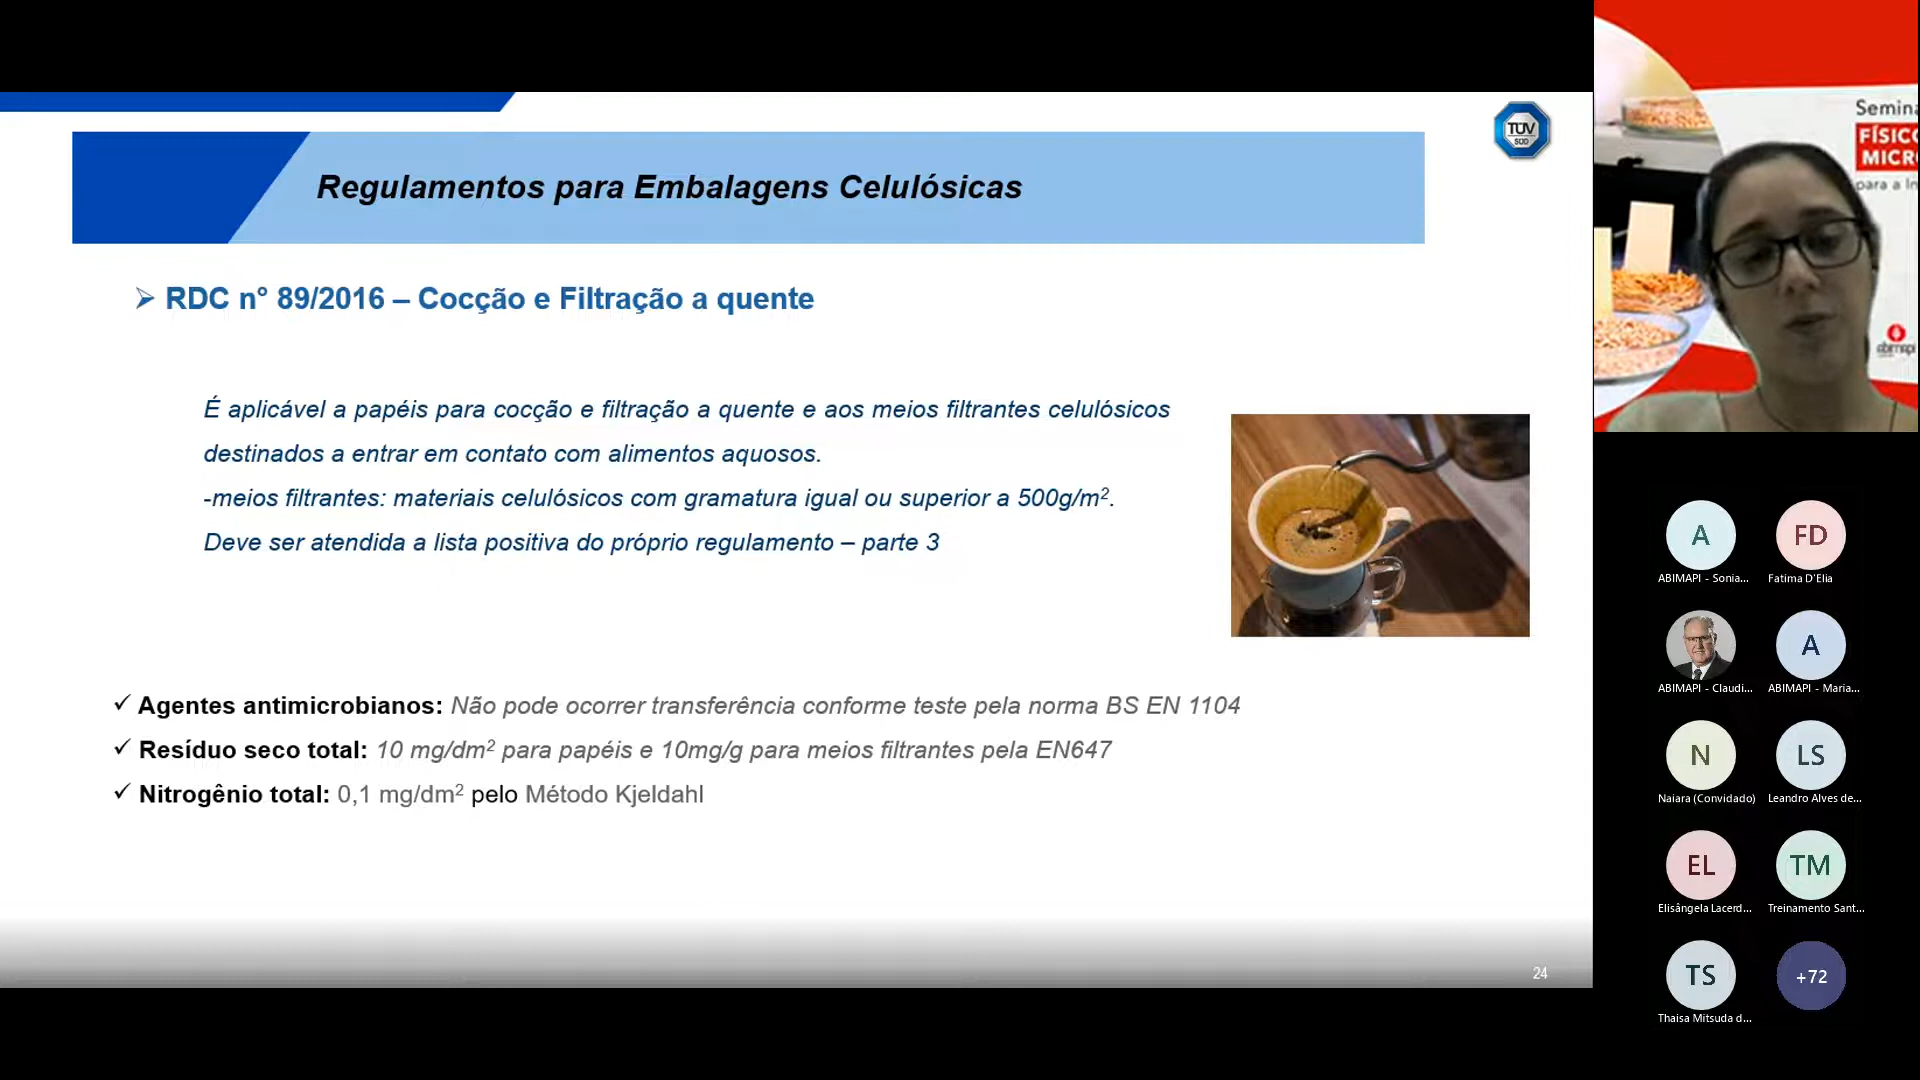 Regulamentos para Embalagens Celulósicas
TÜV
SÜD
➢ RDC n° 89/2016 – Cocção e Filtração a quente
É aplicável a papéis para cocção e filtração a quente e aos meios filtrantes celulósicos
destinados a entrar em contato com alimentos aquosos.
-meios filtrantes: materiais celulósicos com gramatura igual ou superior a 500g/m².
Deve ser atendida a lista positiva do próprio regulamento – parte 3
✓ Agentes antimicrobianos: Não pode ocorrer transferência conforme teste pela norma BS EN 1104
✓ Resíduo seco total: 10 mg/dm² para papéis e 10mg/g para meios filtrantes pela EN647
✓ Nitrogênio total: 0,1 mg/dm² pelo Método Kjeldahl
24
Semina
FÍSICO
MICR
para a In
abimapi
A
FD
ABIMAPI - Sonia...
Fatima D'Elia
A
ABIMAPI - Claudi...
ABIMAPI - Maria...
N
LS
Naiara (Convidado)
Leandro Alves de...
EL
TM
Elisângela Lacerd...
Treinamento Sant...
TS
+72
Thaisa Mitsuda d...